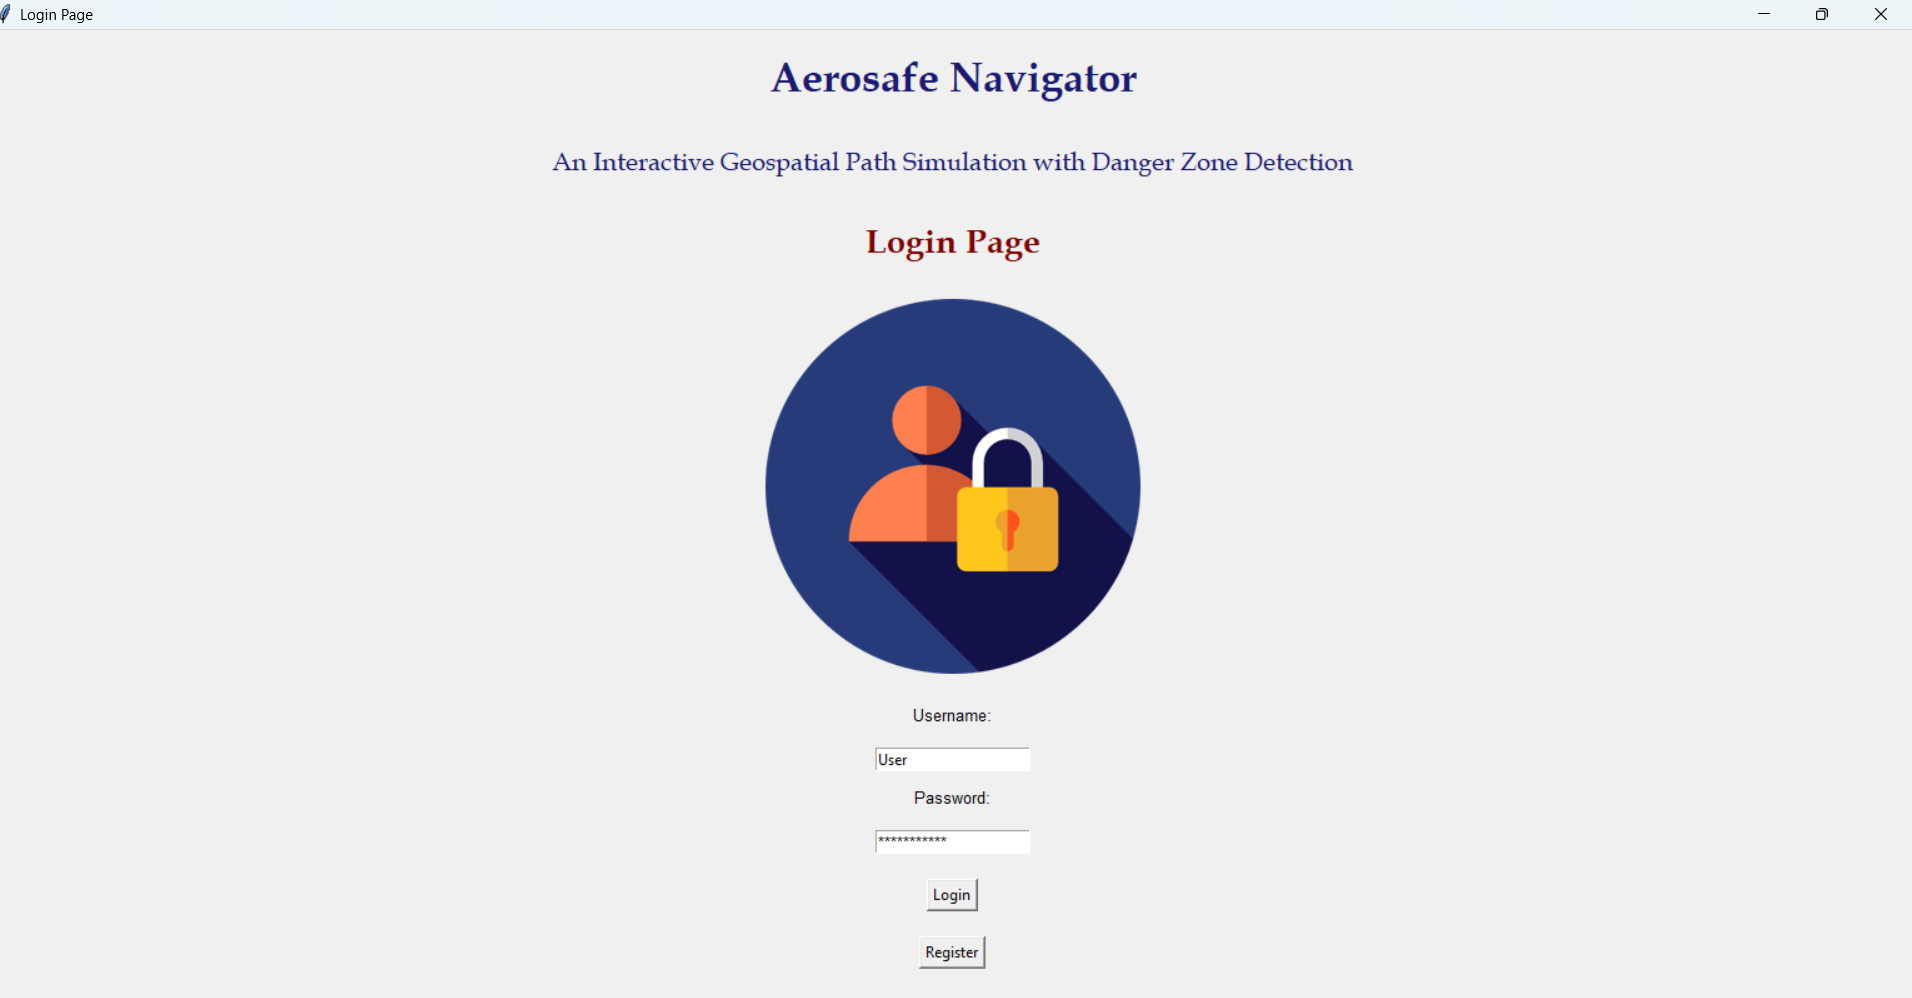 Login Page
Aerosafe Navigator
An Interactive Geospatial Path Simulation with Danger Zone Detection
Login Page
Username:
User
Password:
***********
Login
Register